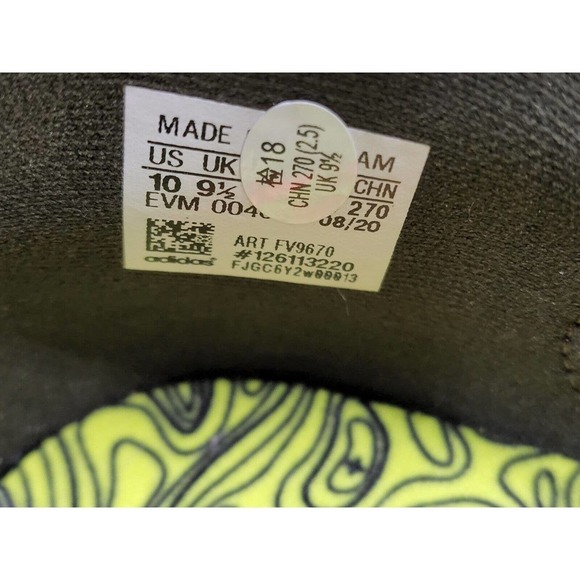 MADE AM
US UK CHN
10 9½ 270
EVM 004 08/20
ART FV9670
#126113220
adidas
检18
CHN 270 (2.5)
UK 9½